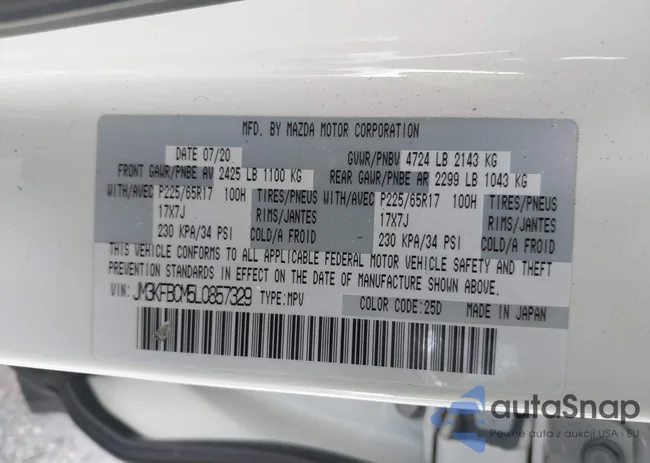 MFD. BY MAZDA MOTOR CORPORATION
DATE 07/20 GVWR/PNBV 4724 LB 2143 KG
FRONT GAWR/PNBE AV 2425 LB 1100 KG REAR GAWR/PNBE AR 2299 LB 1043 KG
WITH/AVEC P225/65R17 100H TIRES/PNEUS WITH/AVEC P225/65R17 100H TIRES/PNEUS
17X7J RIMS/JANTES 17X7J RIMS/JANTES
230 KPA/34 PSI COLD/A FROID 230 KPA/34 PSI COLD/A FROID
THIS VEHICLE CONFORMS TO ALL APPLICABLE FEDERAL MOTOR VEHICLE SAFETY AND THEFT
PREVENTION STANDARDS IN EFFECT ON THE DATE OF MANUFACTURE SHOWN ABOVE.
VIN: JM3KFBCM5L0857329 TYPE:MPV COLOR CODE:25D MADE IN JAPAN
autaSnap
Pewne auta z aukcji USA i EU